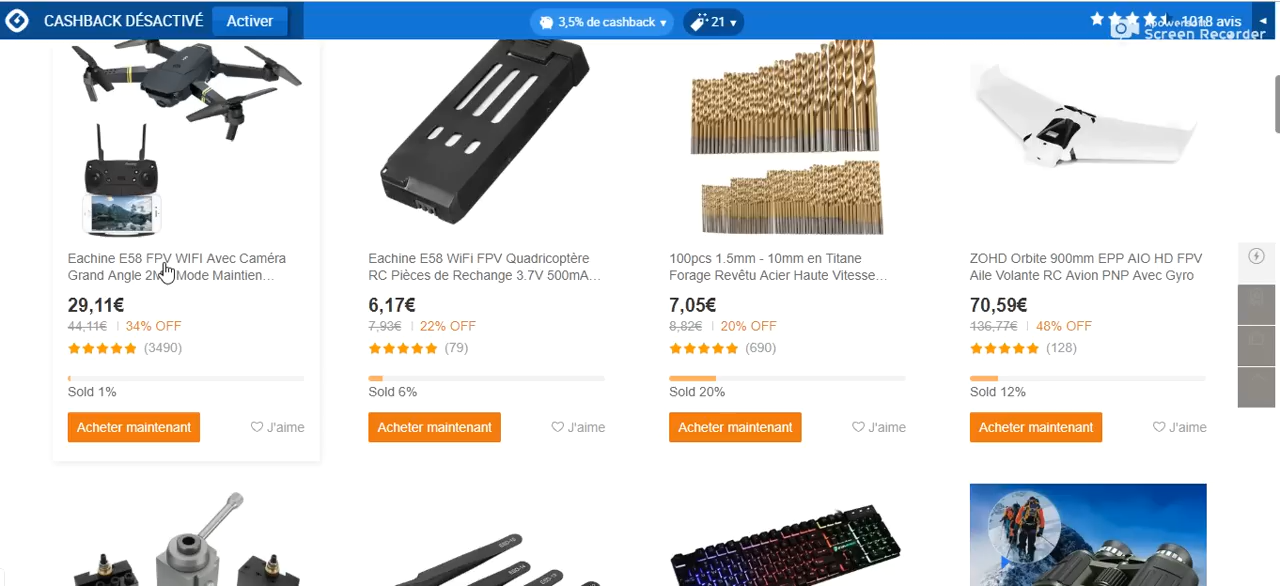 CASHBACK DÉSACTIVÉ Activer 3,5% de cashback ▾ 21 ▾ 1018 avis
Screen Recorder
Eachine E58 FPV WIFI Avec Caméra
Grand Angle 2M Mode Maintien…
29,11€
44,11€ | 34% OFF
(3490)
Sold 1%
Acheter maintenant J'aime
Eachine E58 WiFi FPV Quadricoptère
RC Pièces de Rechange 3.7V 500mA…
6,17€
7,93€ | 22% OFF
(79)
Sold 6%
Acheter maintenant J'aime
100pcs 1.5mm - 10mm en Titane
Forage Revêtu Acier Haute Vitesse…
7,05€
8,82€ | 20% OFF
(690)
Sold 20%
Acheter maintenant J'aime
ZOHD Orbite 900mm EPP AIO HD FPV
Aile Volante RC Avion PNP Avec Gyro
70,59€
136,77€ | 48% OFF
(128)
Sold 12%
Acheter maintenant J'aime